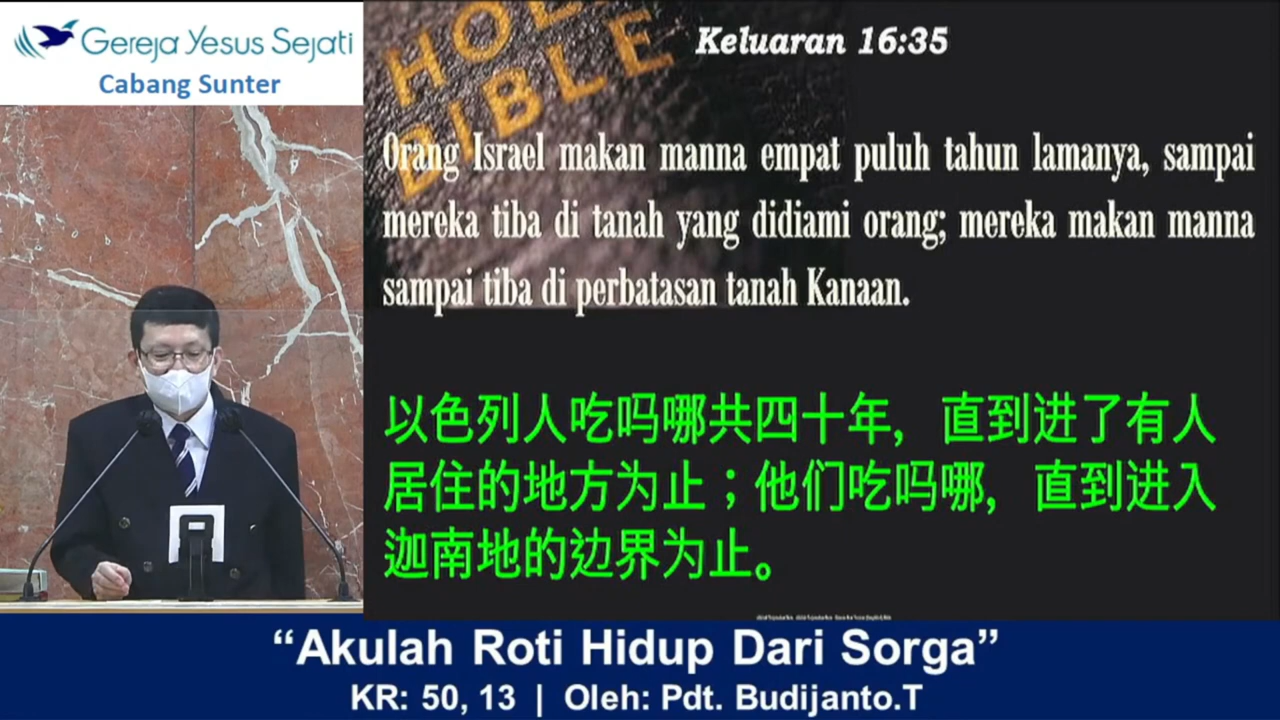 Gereja Yesus Sejati
Cabang Sunter
HOLY
BIBLE
Keluaran 16:35
Orang Israel makan manna empat puluh tahun lamanya, sampai
mereka tiba di tanah yang didiami orang; mereka makan manna
sampai tiba di perbatasan tanah Kanaan.
以色列人吃吗哪共四十年，直到进了有人
居住的地方为止；他们吃吗哪，直到进入
迦南地的边界为止。
“Akulah Roti Hidup Dari Sorga”
KR: 50, 13 | Oleh: Pdt. Budijanto.T